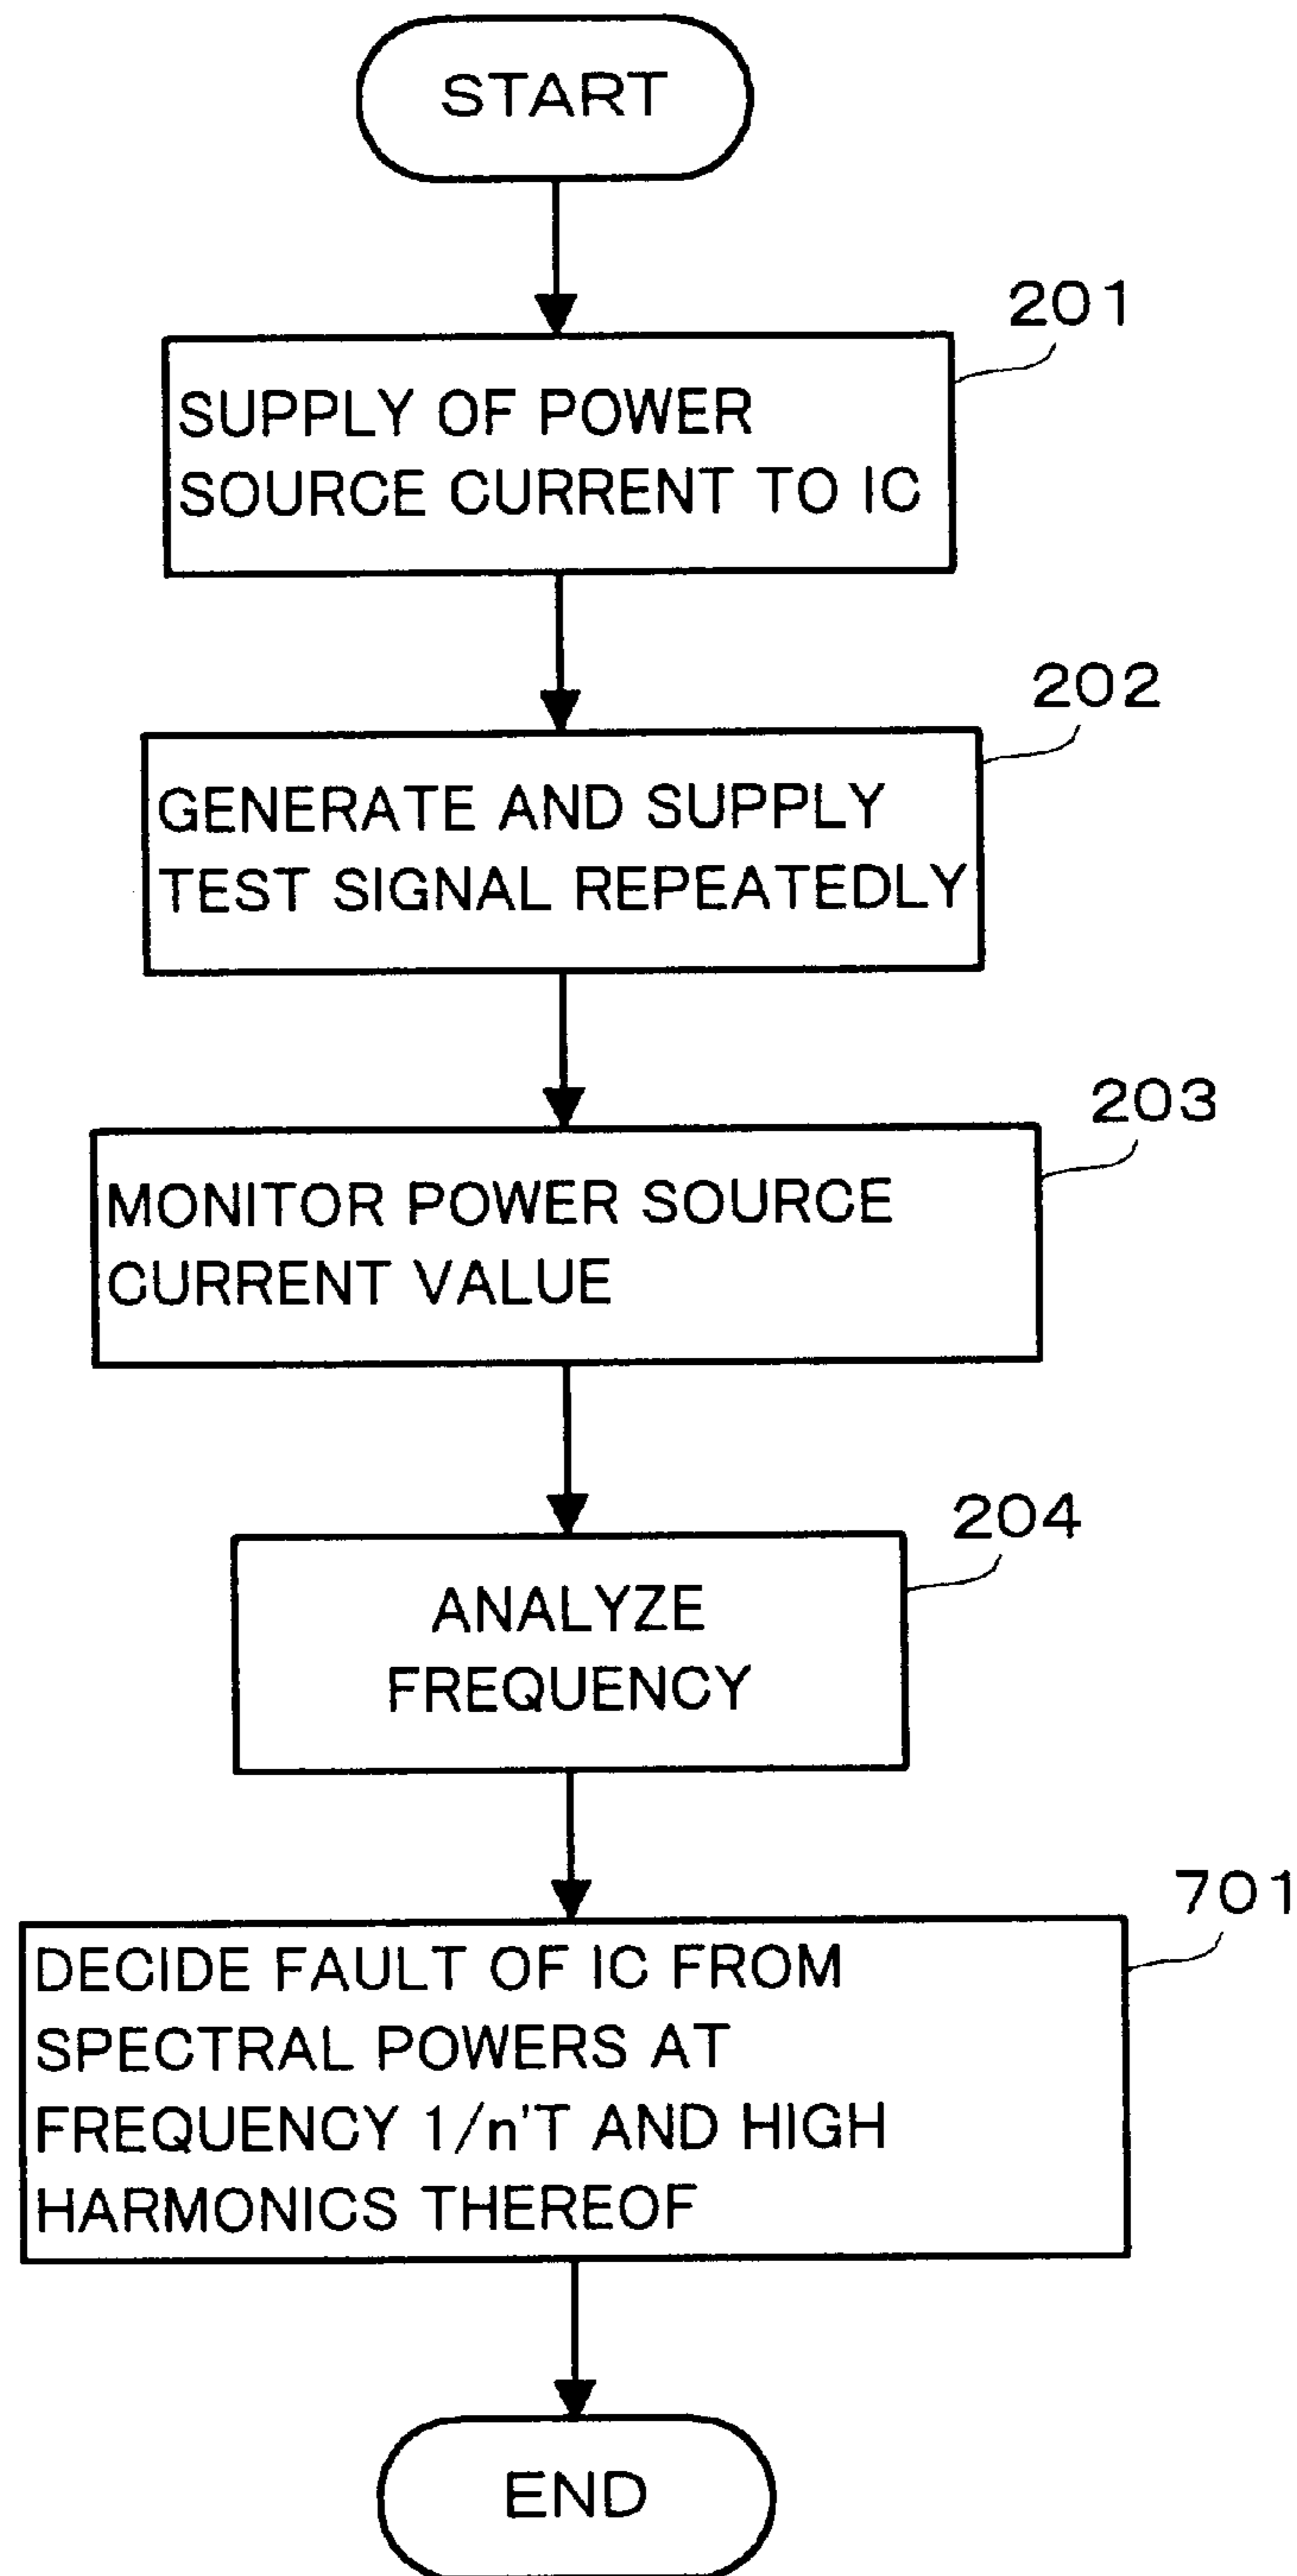 START
201
SUPPLY OF POWER
SOURCE CURRENT TO IC
202
GENERATE AND SUPPLY
TEST SIGNAL REPEATEDLY
203
MONITOR POWER SOURCE
CURRENT VALUE
204
ANALYZE
FREQUENCY
701
DECIDE FAULT OF IC FROM
SPECTRAL POWERS AT
FREQUENCY 1/n'T AND HIGH
HARMONICS THEREOF
END